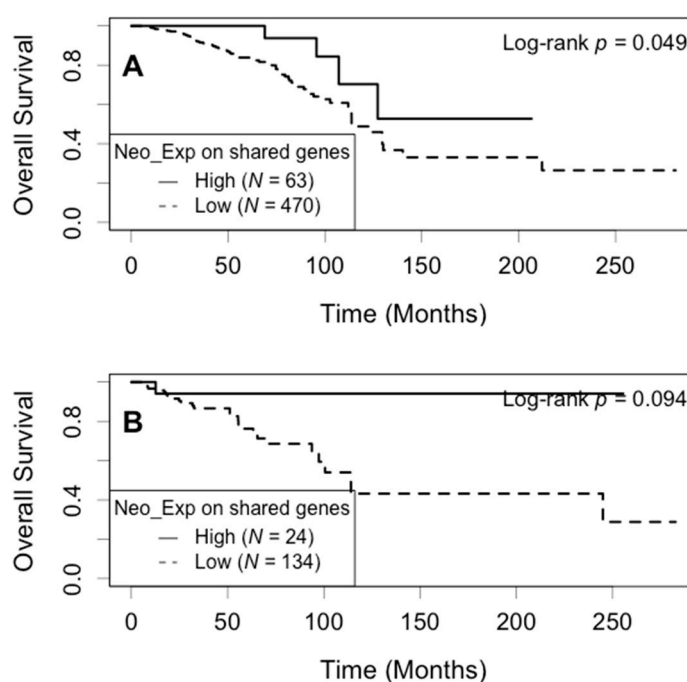 A
Log-rank p = 0.049
Overall Survival
0.8
0.4
0.0
Neo_Exp on shared genes
High (N = 63)
Low (N = 470)
0 50 100 150 200 250
Time (Months)
B
Log-rank p = 0.094
Overall Survival
0.8
0.4
0.0
Neo_Exp on shared genes
High (N = 24)
Low (N = 134)
0 50 100 150 200 250
Time (Months)